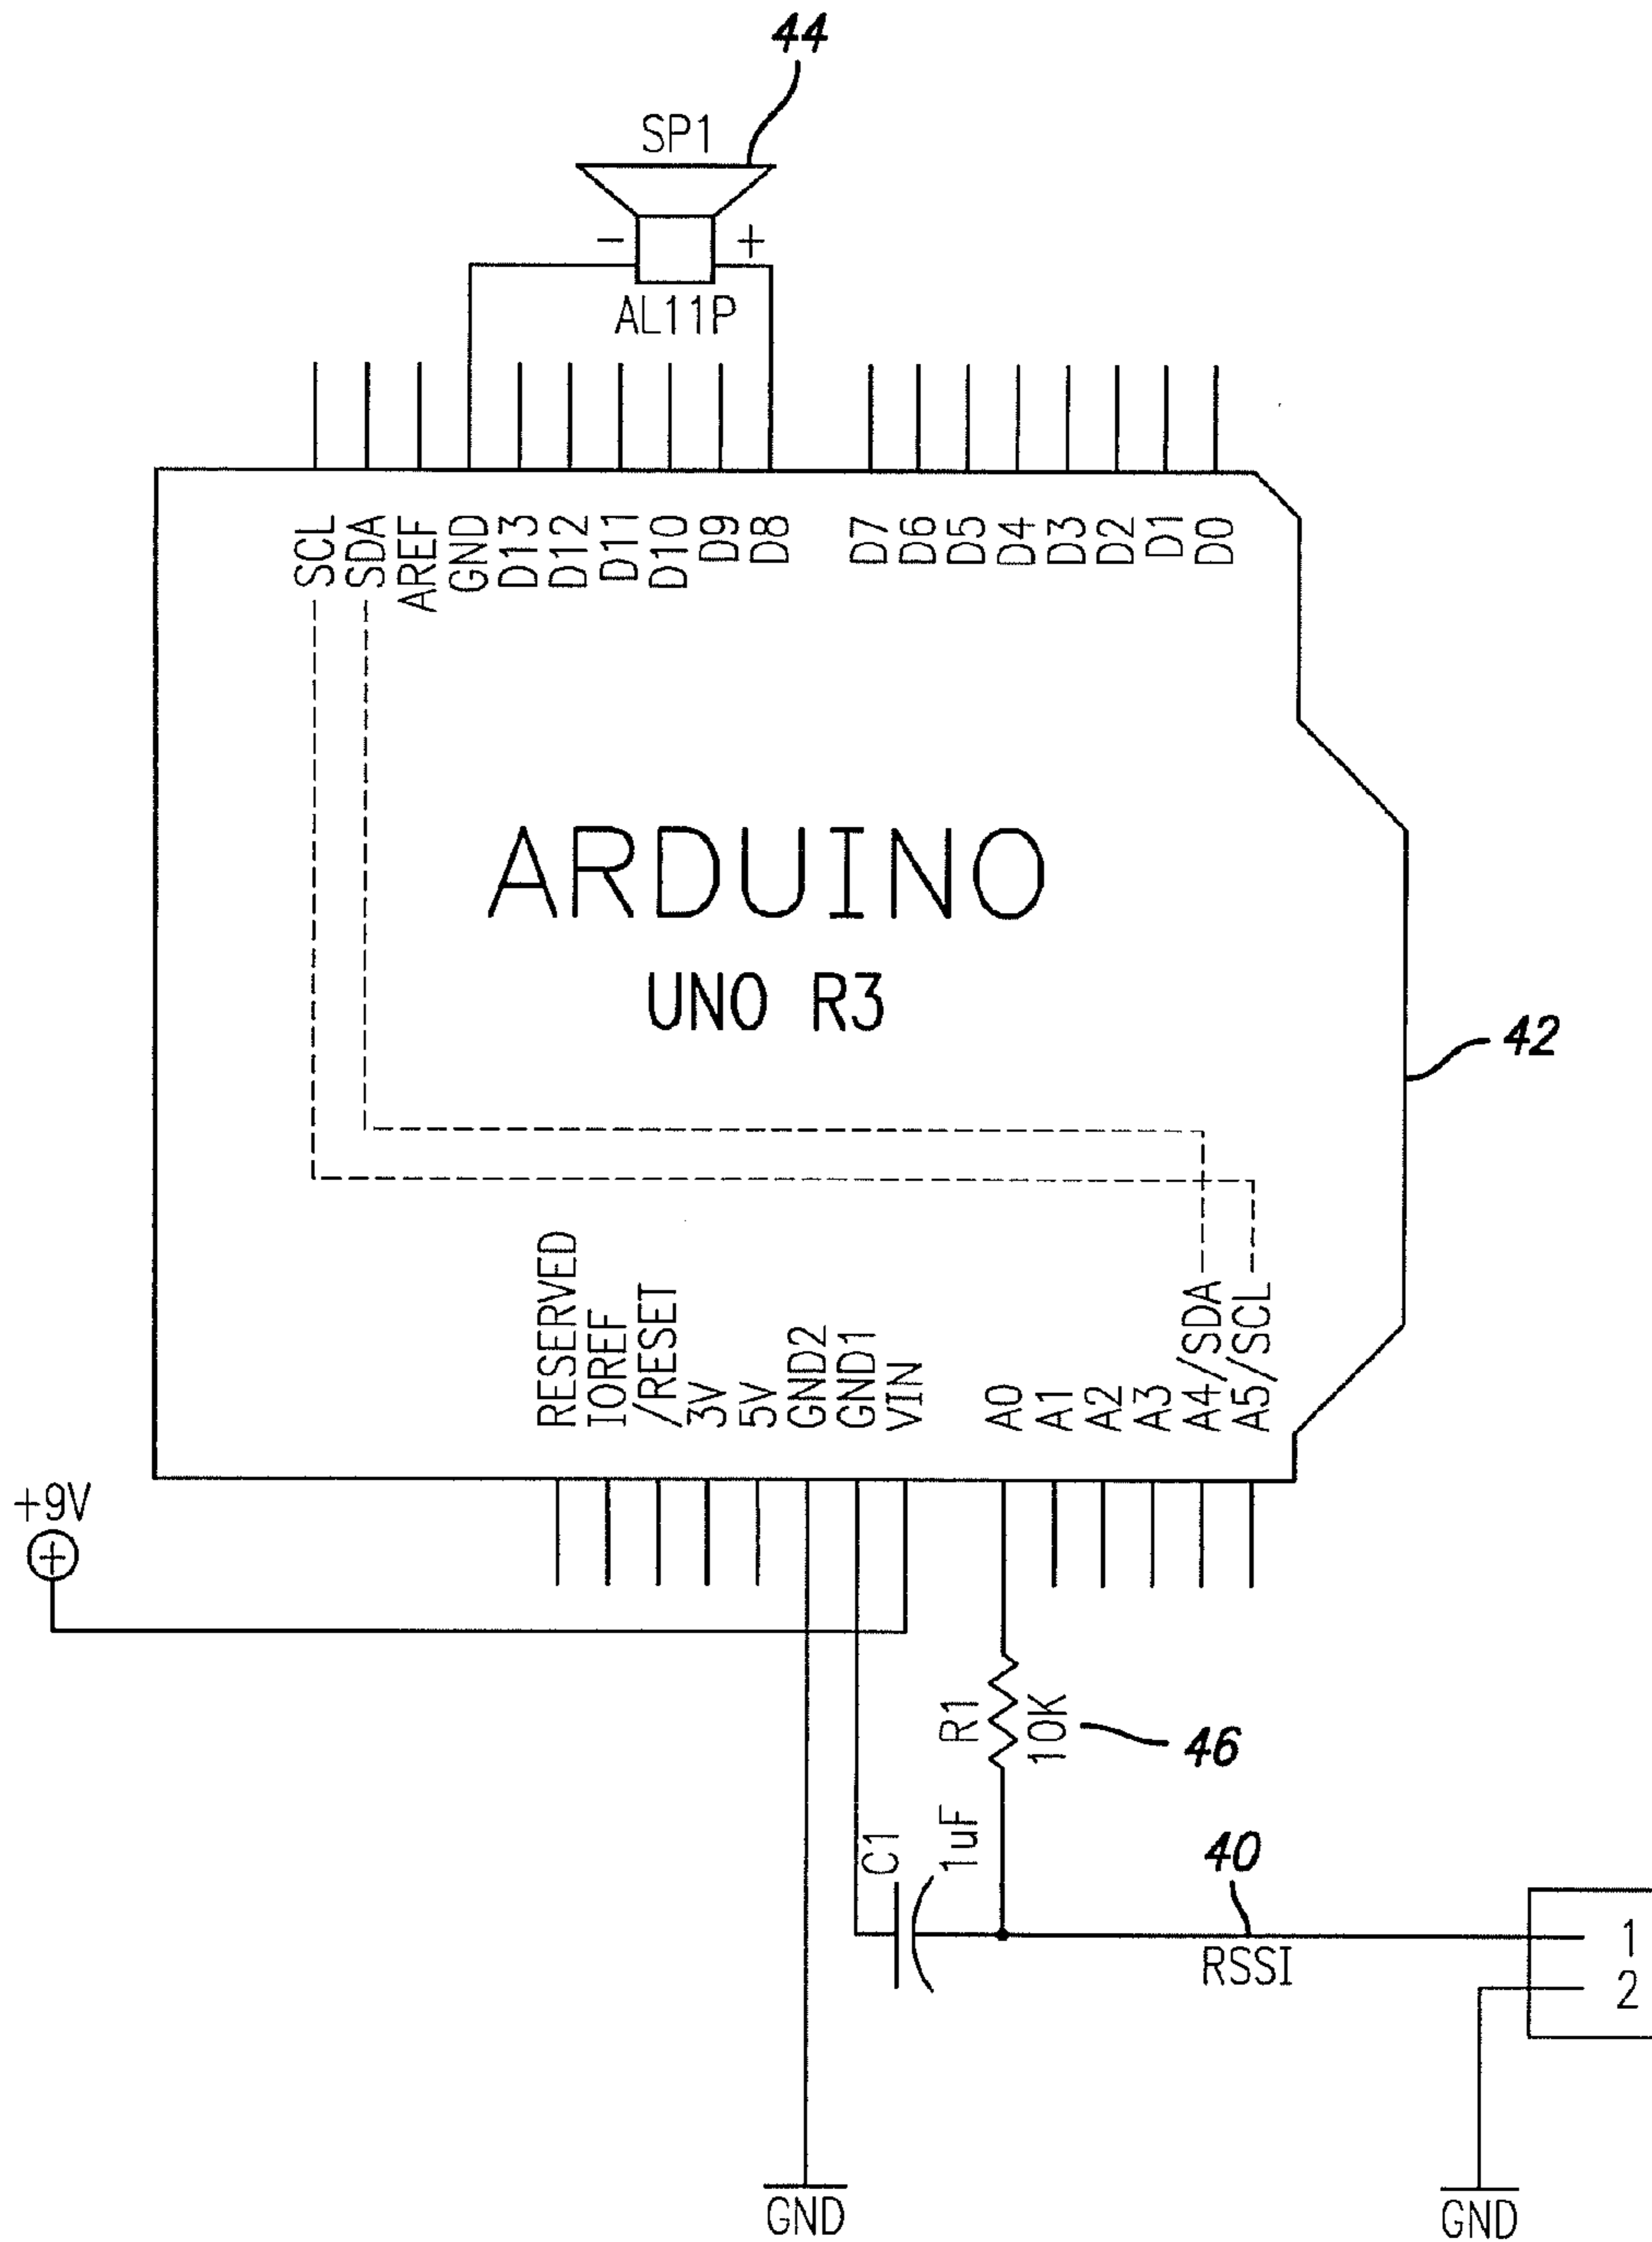 44
SP1
- +
AL11P
SCL
SDA
AREF
GND
D13
D12
D11
D10
D9
D8
D7
D6
D5
D4
D3
D2
D1
D0
ARDUINO
UNO R3
42
RESERVED
IOREF
/RESET
3V
5V
GND2
GND1
VIN
A0
A1
A2
A3
A4/SDA
A5/SCL
+9V
+
R1
10K
46
C1
1uF
40
RSSI
1
2
GND
GND